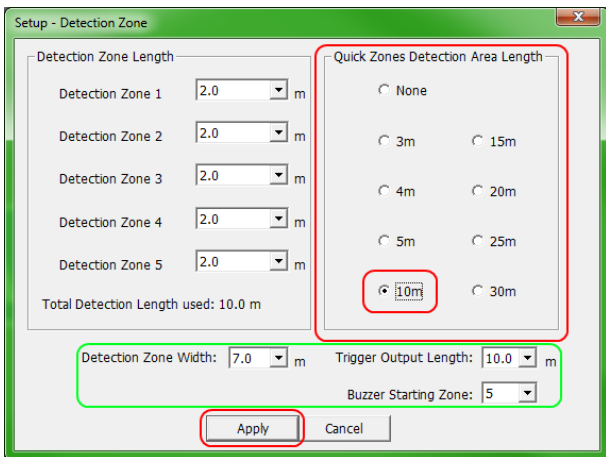 Setup - Detection Zone
Detection Zone Length
Detection Zone 1 2.0 m
Detection Zone 2 2.0 m
Detection Zone 3 2.0 m
Detection Zone 4 2.0 m
Detection Zone 5 2.0 m
Total Detection Length used: 10.0 m
Quick Zones Detection Area Length
None
3m 15m
4m 20m
5m 25m
10m 30m
Detection Zone Width: 7.0 m Trigger Output Length: 10.0 m
Buzzer Starting Zone: 5
Apply Cancel